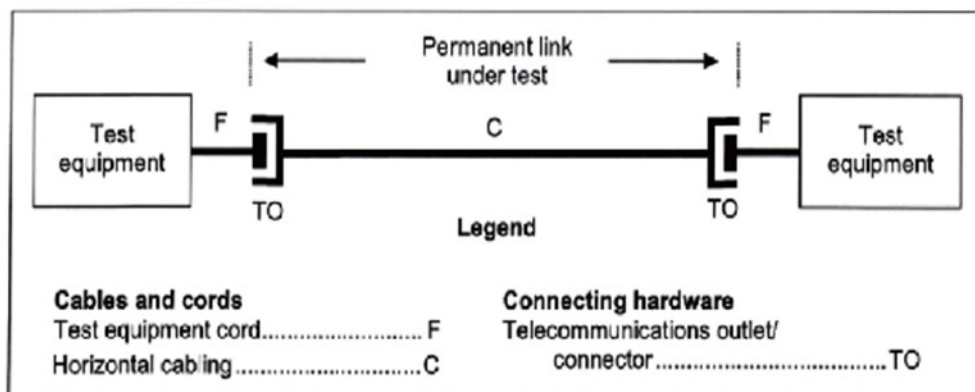 Permanent link
under test
Test
equipment
F
C
F
Test
equipment
TO
TO
Legend
Cables and cords
Test equipment cord.......................... F
Horizontal cabling ............................. C
Connecting hardware
Telecommunications outlet/
connector .................................... TO